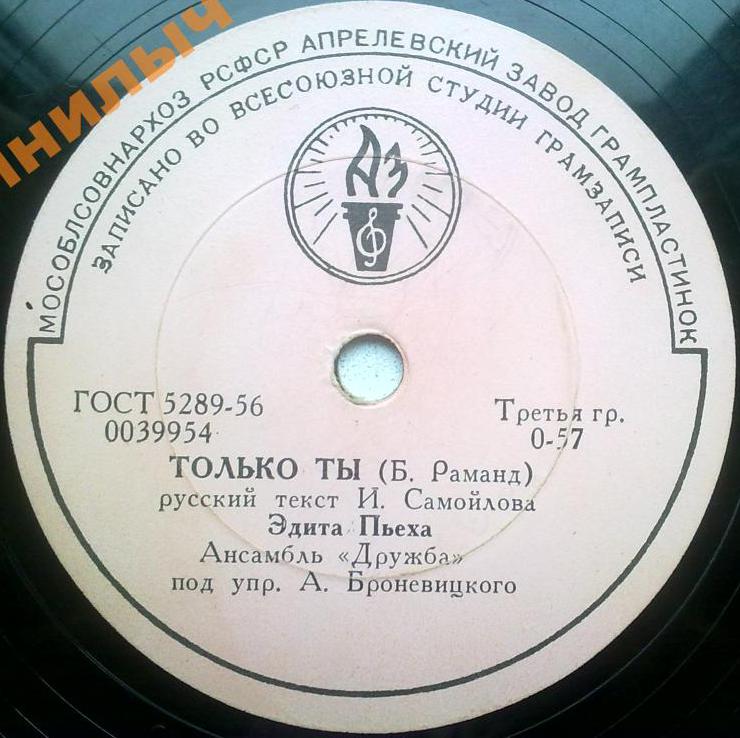 МОСОБЛСОВНАРХОЗ РСФСР АПРЕЛЕВСКИЙ ЗАВОД ГРАМПЛАСТИНОК
ЗАПИСАНО ВО ВСЕСОЮЗНОЙ СТУДИИ ГРАМЗАПИСИ
АЗ
ГОСТ 5289-56
0039954
Третья гр.
0-57
ТОЛЬКО ТЫ (Б. Раманд)
русский текст И. Самойлова
Эдита Пьеха
Ансамбль «Дружба»
под упр. А. Броневицкого